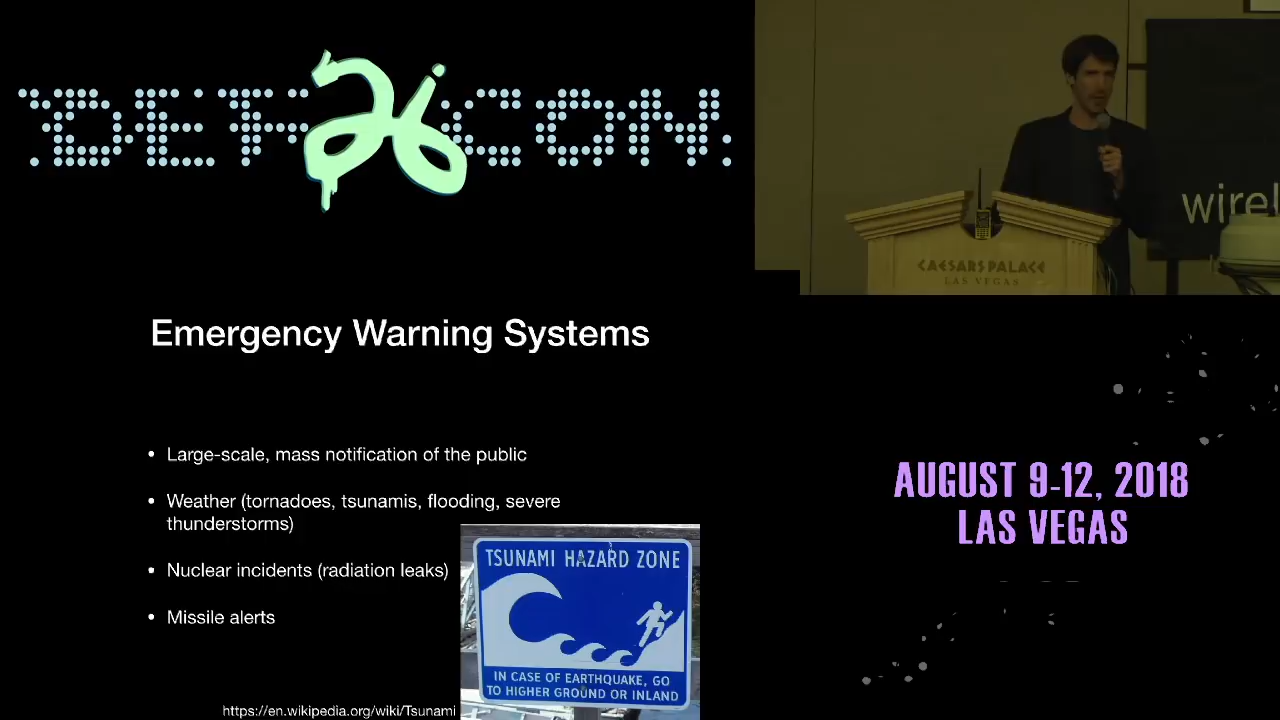 DEF 26 CON
wirel
CAESARS PALACE
LAS VEGAS
Emergency Warning Systems
• Large-scale, mass notification of the public
• Weather (tornadoes, tsunamis, flooding, severe
thunderstorms)
• Nuclear incidents (radiation leaks)
• Missile alerts
TSUNAMI HAZARD ZONE
IN CASE OF EARTHQUAKE, GO
TO HIGHER GROUND OR INLAND
https://en.wikipedia.org/wiki/Tsunami
AUGUST 9-12, 2018
LAS VEGAS